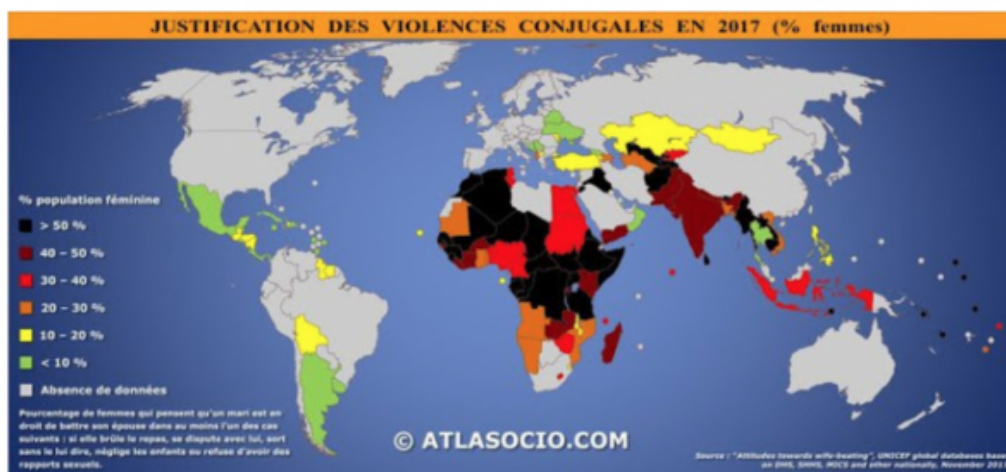 JUSTIFICATION DES VIOLENCES CONJUGALES EN 2017 (% femmes)
% population féminine
> 50 %
40 – 50 %
30 – 40 %
20 – 30 %
10 – 20 %
< 10 %
Absence de données
Pourcentage de femmes qui pensent qu'un mari est en
droit de battre son épouse dans au moins l'un des cas
suivants : si elle brûle le repas, se dispute avec lui, sort
sans le lui dire, néglige les enfants ou refuse d'avoir des
rapports sexuels.
© ATLASOCIO.COM
Source : "Attitudes towards wife-beating", UNICEF global databases
on DHS, MICS and other nationally. November